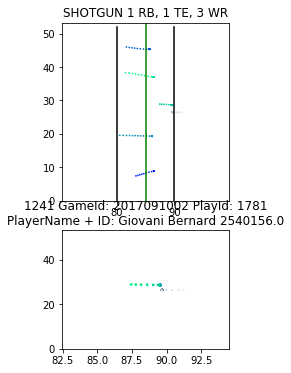 SHOTGUN 1 RB, 1 TE, 3 WR
50
40
30
20
10
0
80 90
1241 GameId: 2017091002 PlayId: 1781
PlayerName + ID: Giovani Bernard 2540156.0
40
20
0
82.5 85.0 87.5 90.0 92.5